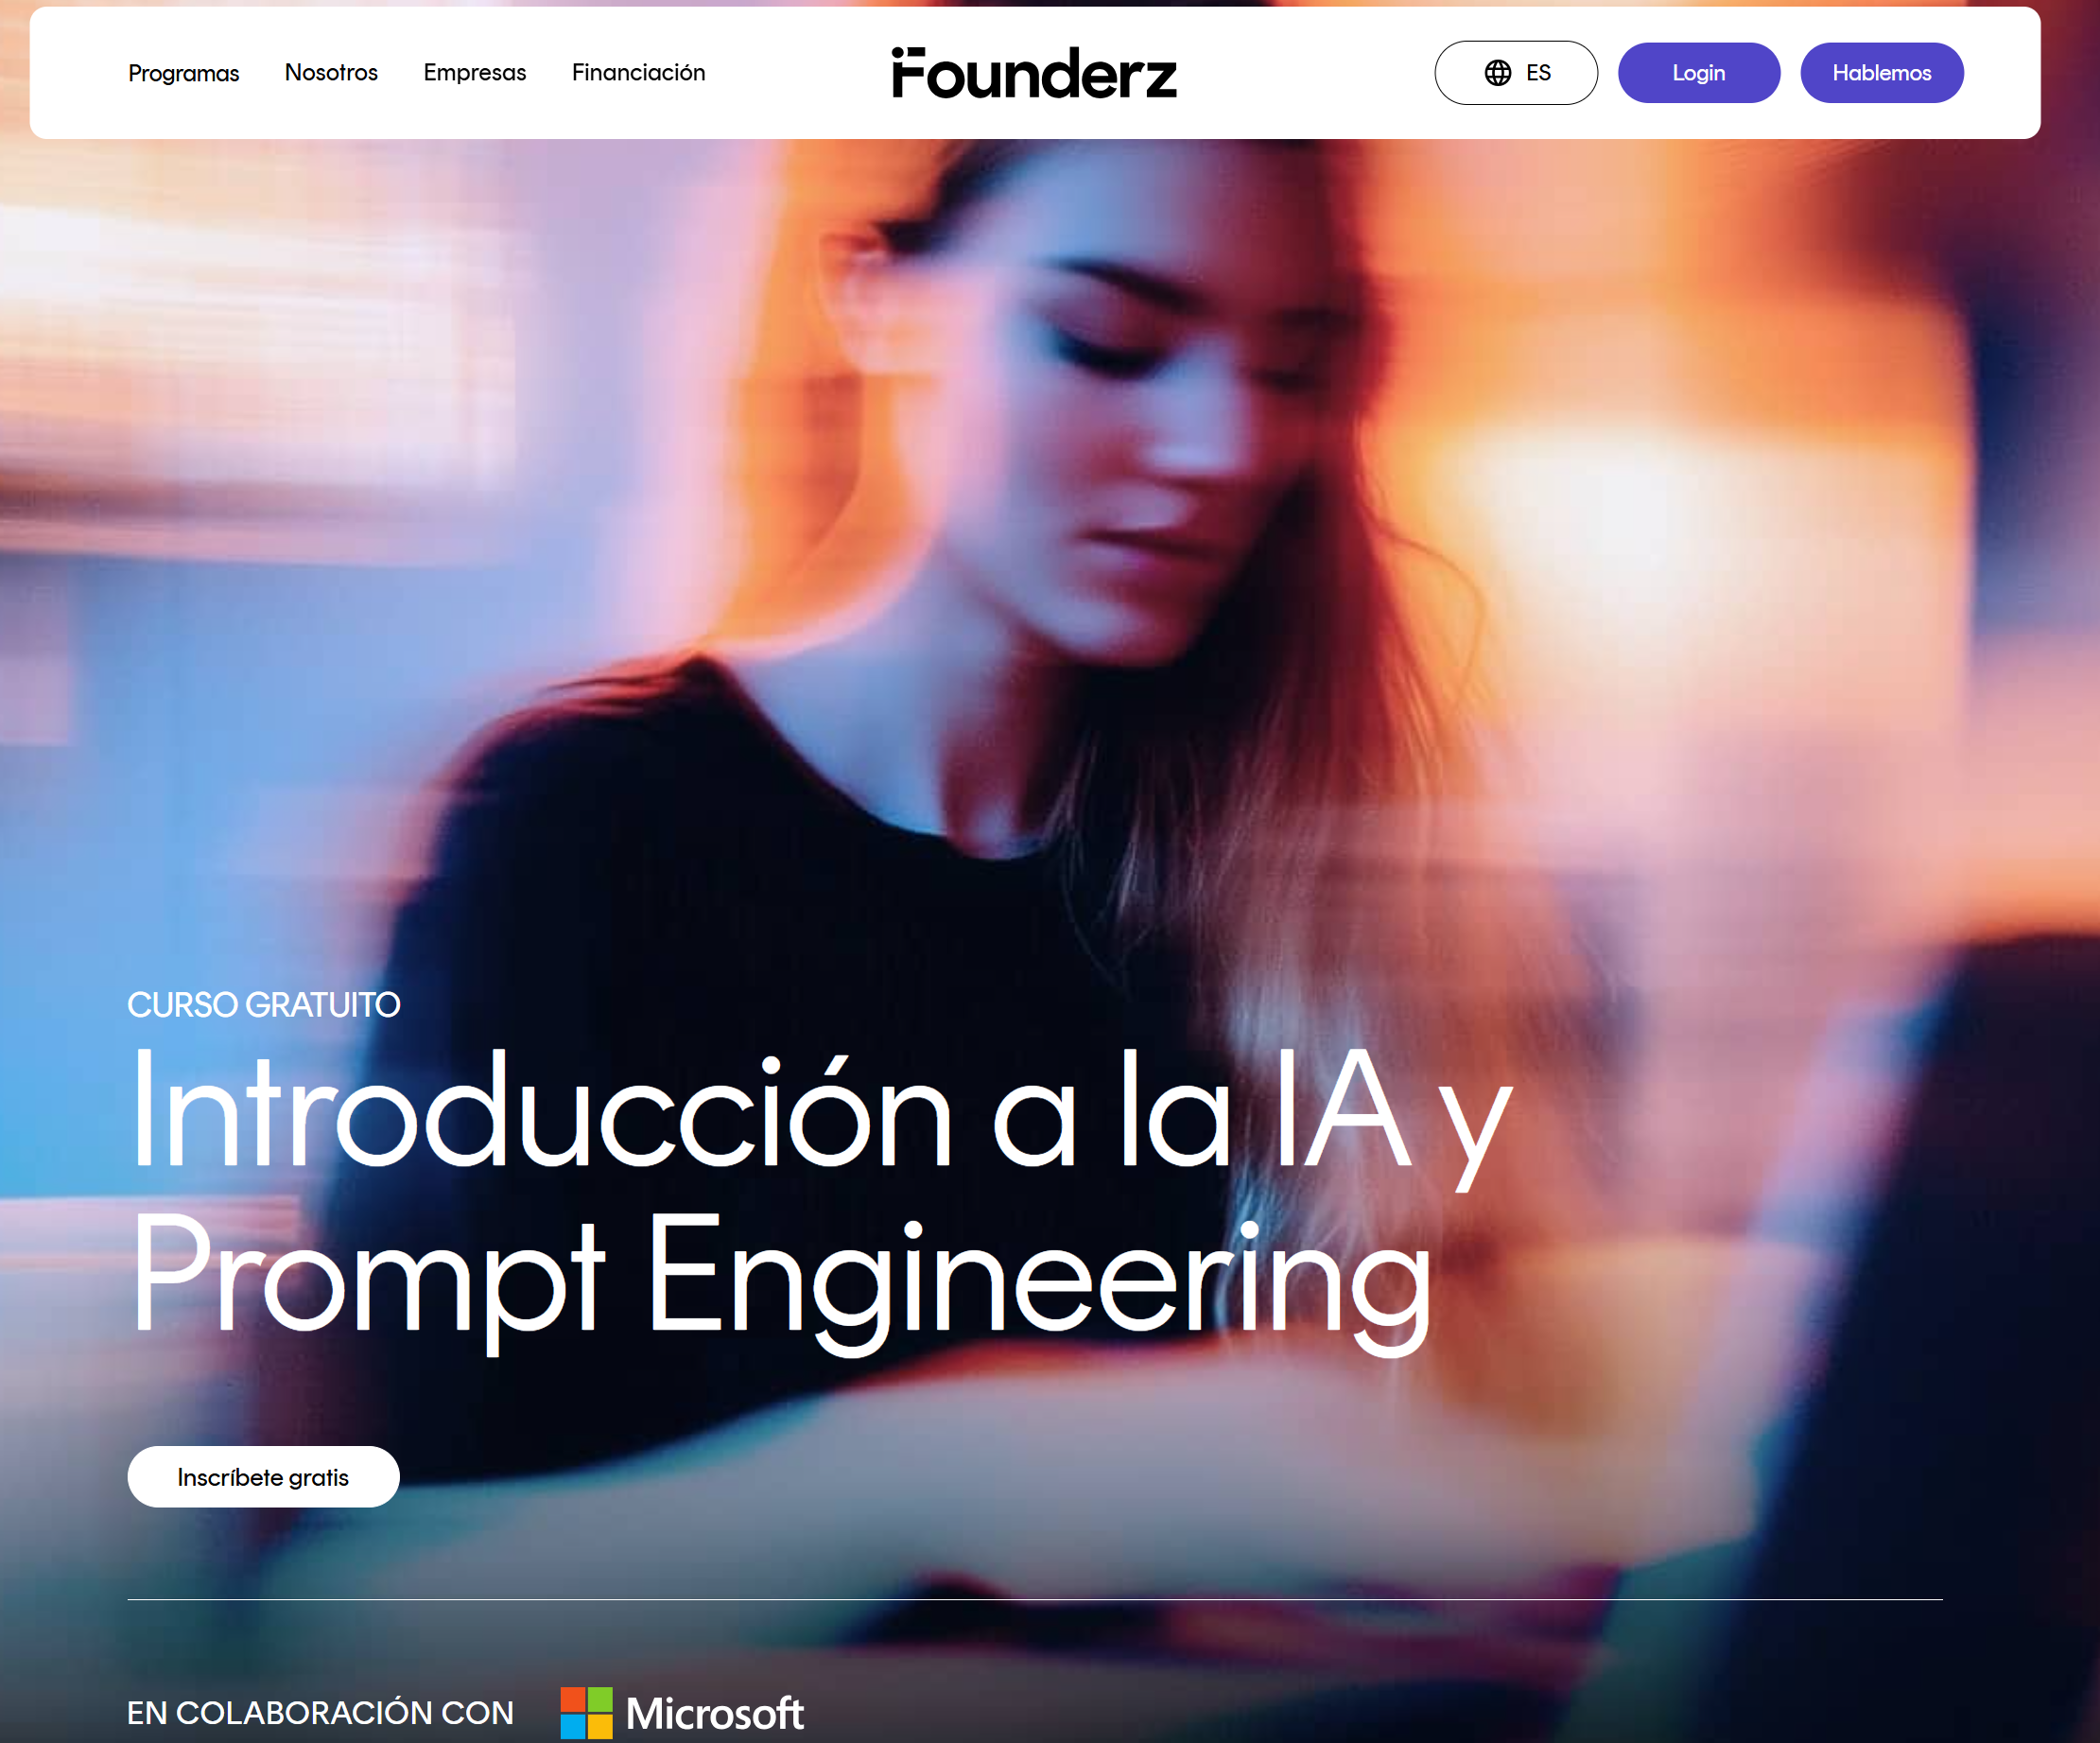 Programas
Nosotros
Empresas
Financiación
Founderz
ES
Login
Hablemos
CURSO GRATUITO
Introducción a la IA y
Prompt Engineering
Inscríbete gratis
EN COLABORACIÓN CON
Microsoft